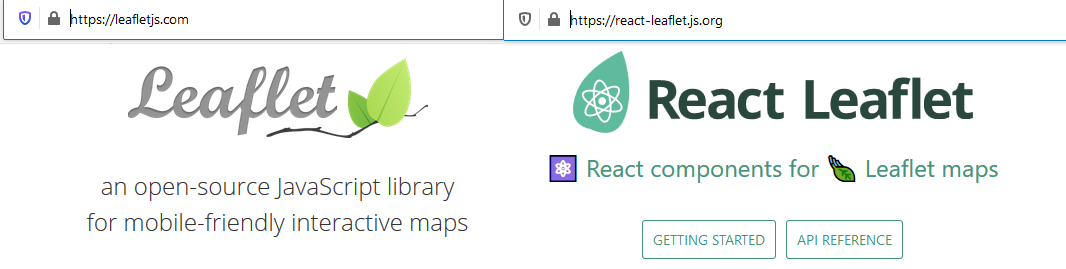 https://leafletjs.com
Leaflet
an open-source JavaScript library
for mobile-friendly interactive maps
https://react-leaflet.js.org
React Leaflet
React components for Leaflet maps
GETTING STARTED
API REFERENCE